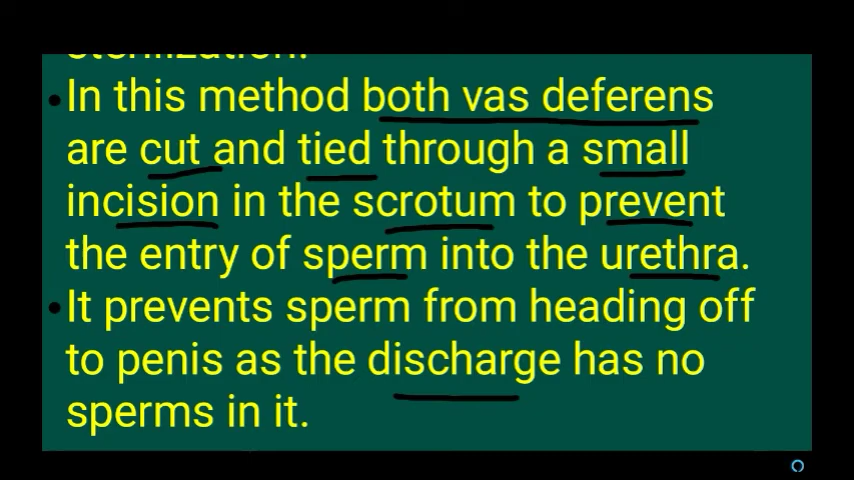 sterilization.
•In this method both vas deferens
are cut and tied through a small
incision in the scrotum to prevent
the entry of sperm into the urethra.
•It prevents sperm from heading off
to penis as the discharge has no
sperms in it.